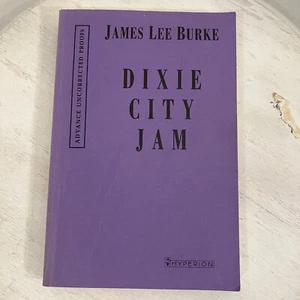 JAMES LEE BURKE
ADVANCE UNCORRECTED PROOFS
DIXIE
CITY
JAM
HYPERION